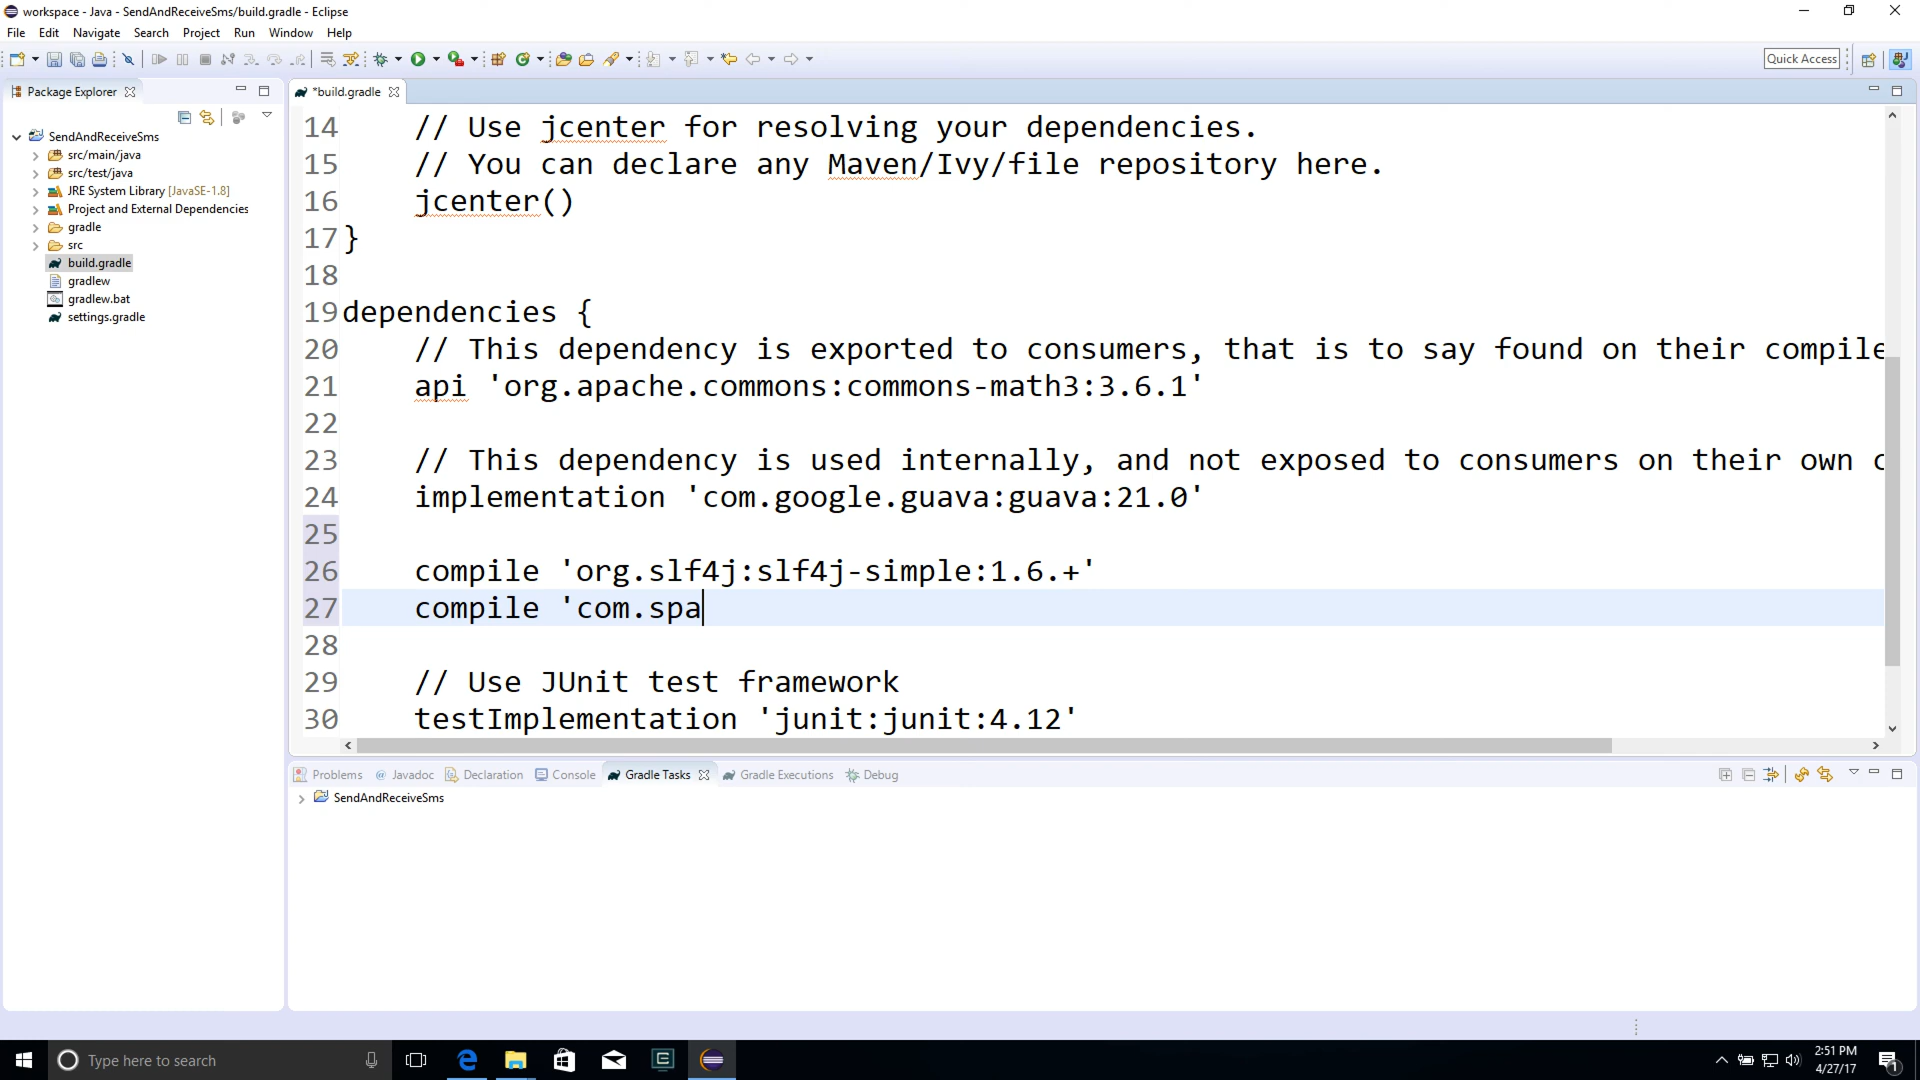 workspace - Java - SendAndReceiveSms/build.gradle - Eclipse
File Edit Navigate Search Project Run Window Help
Quick Access
Package Explorer
*build.gradle
SendAndReceiveSms
src/main/java
src/test/java
JRE System Library [JavaSE-1.8]
Project and External Dependencies
gradle
src
build.gradle
gradlew
gradlew.bat
settings.gradle
14 // Use jcenter for resolving your dependencies.
15 // You can declare any Maven/Ivy/file repository here.
16 jcenter()
17 }
18
19 dependencies {
20 // This dependency is exported to consumers, that is to say found on their compile
21 api 'org.apache.commons:commons-math3:3.6.1'
22
23 // This dependency is used internally, and not exposed to consumers on their own c
24 implementation 'com.google.guava:guava:21.0'
25
26 compile 'org.slf4j:slf4j-simple:1.6.+'
27 compile 'com.spa
28
29 // Use JUnit test framework
30 testImplementation 'junit:junit:4.12'
Problems @ Javadoc Declaration Console Gradle Tasks Gradle Executions Debug
SendAndReceiveSms
Type here to search
2:51 PM
4/27/17
1